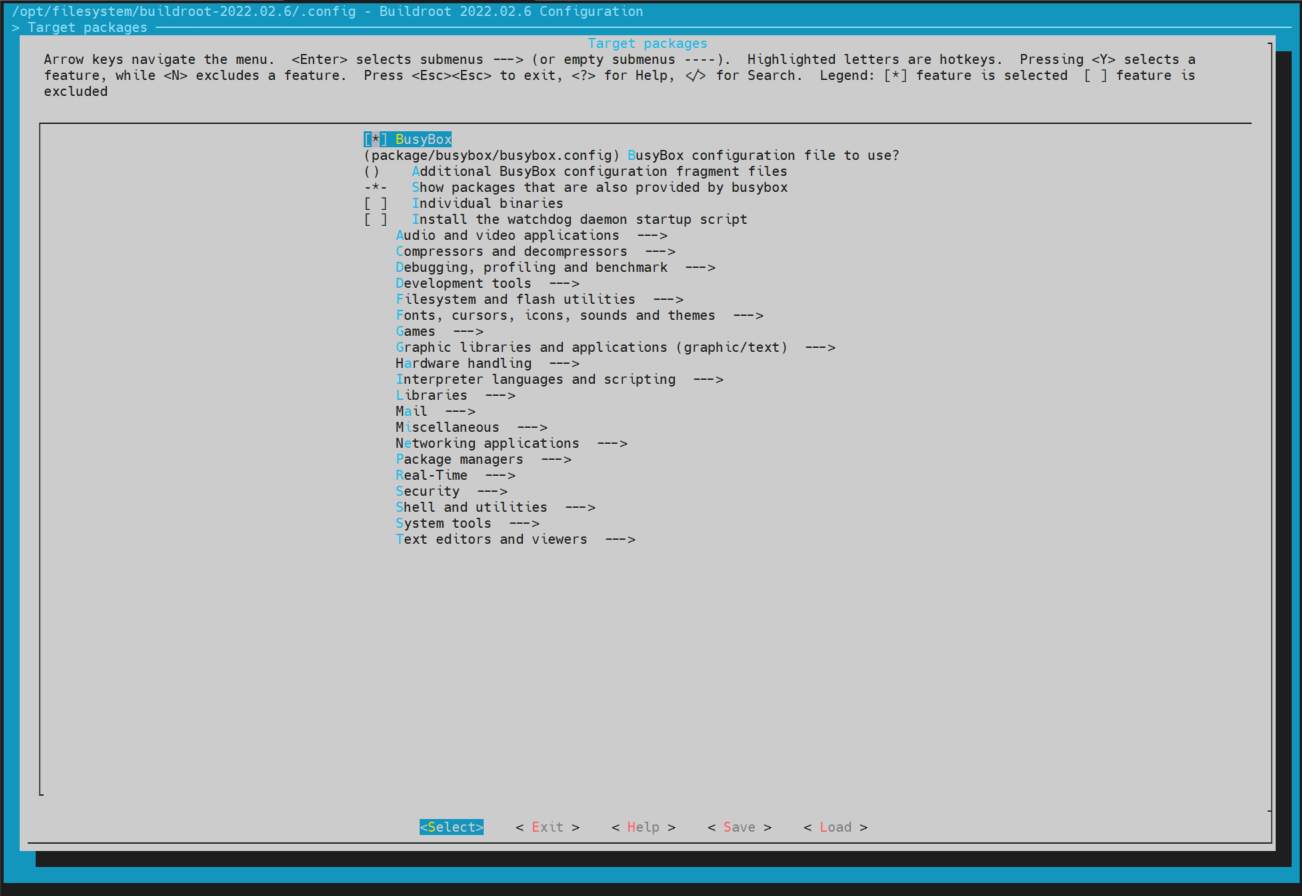 /opt/filesystem/buildroot-2022.02.6/.config - Buildroot 2022.02.6 Configuration
> Target packages
Target packages
Arrow keys navigate the menu.  <Enter> selects submenus ---> (or empty submenus ----).  Highlighted letters are hotkeys.  Pressing <Y> selects a
feature, while <N> excludes a feature.  Press <Esc><Esc> to exit, <?> for Help, </> for Search.  Legend: [*] feature is selected  [ ] feature is
excluded
[*] BusyBox
(package/busybox/busybox.config) BusyBox configuration file to use?
()    Additional BusyBox configuration fragment files
-*-   Show packages that are also provided by busybox
[ ]   Individual binaries
[ ]   Install the watchdog daemon startup script
Audio and video applications  --->
Compressors and decompressors  --->
Debugging, profiling and benchmark  --->
Development tools  --->
Filesystem and flash utilities  --->
Fonts, cursors, icons, sounds and themes  --->
Games  --->
Graphic libraries and applications (graphic/text)  --->
Hardware handling  --->
Interpreter languages and scripting  --->
Libraries  --->
Mail  --->
Miscellaneous  --->
Networking applications  --->
Package managers  --->
Real-Time  --->
Security  --->
Shell and utilities  --->
System tools  --->
Text editors and viewers  --->
<Select>    < Exit >    < Help >    < Save >    < Load >